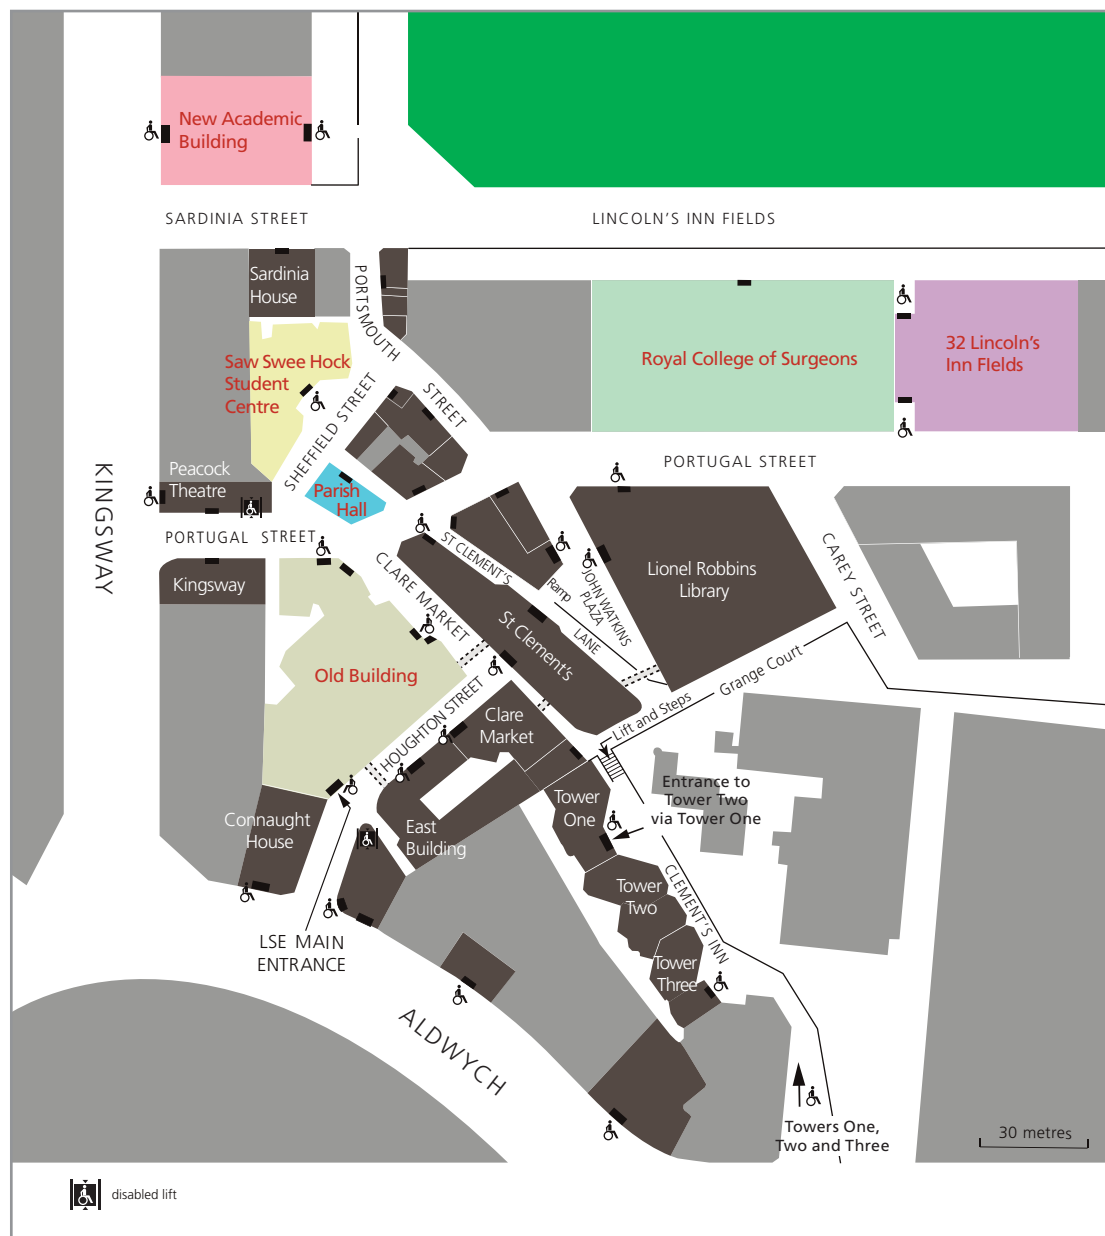 New Academic
Building
SARDINIA STREET
LINCOLN'S INN FIELDS
Sardinia
House
PORTSMOUTH
STREET
Saw Swee Hock
Student
Centre
SHEFFIELD STREET
Royal College of Surgeons
32 Lincoln's
Inn FIelds
KINGSWAY
Peacock
Theatre
Parish
Hall
PORTUGAL STREET
PORTUGAL STREET
Kingsway
CLARE MARKET
ST CLEMENT'S
LANE
Ramp
JOHN WATKINS
PLAZA
Lionel Robbins
Library
CAREY STREET
St Clement's
Old Building
HOUGHTON STREET
Clare
Market
Grange Court
Lift and Steps
Entrance to
Tower Two
via Tower One
Tower
One
Connaught
House
East
Building
Tower
Two
CLEMENT'S INN
LSE MAIN
ENTRANCE
Tower
Three
ALDWYCH
Towers One,
Two and Three
30 metres
disabled lift